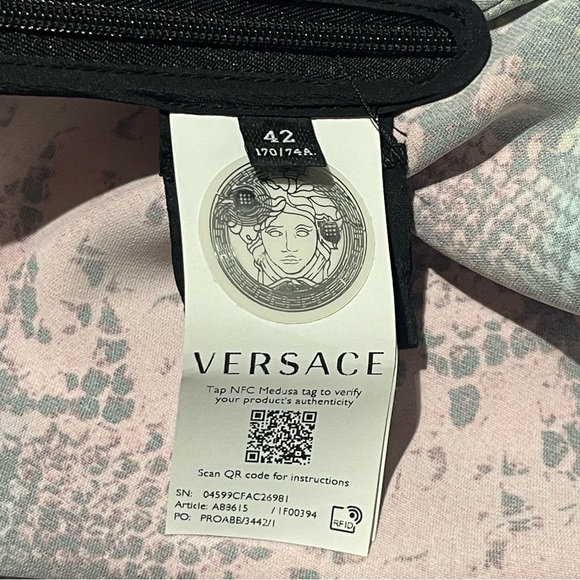 42
170/74A.
VERSACE
Tap NFC Medusa tag to verify
your product's authenticity
Scan QR code for instructions
SN: 04599CFAC26981
Article: A88615 /1F00394
PO: PROABB/3442/1
RFID